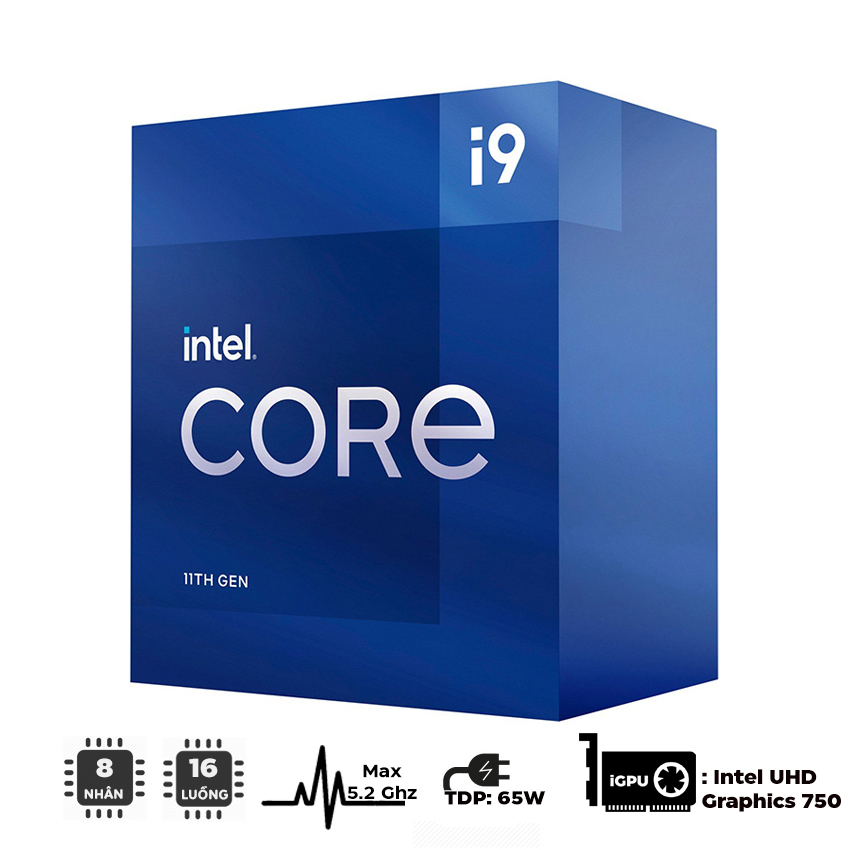 i9
intel.
CORe
11TH GEN
8
NHÂN
16
LUỒNG
Max
5.2 Ghz
TDP: 65W
iGPU
: Intel UHD
Graphics 750